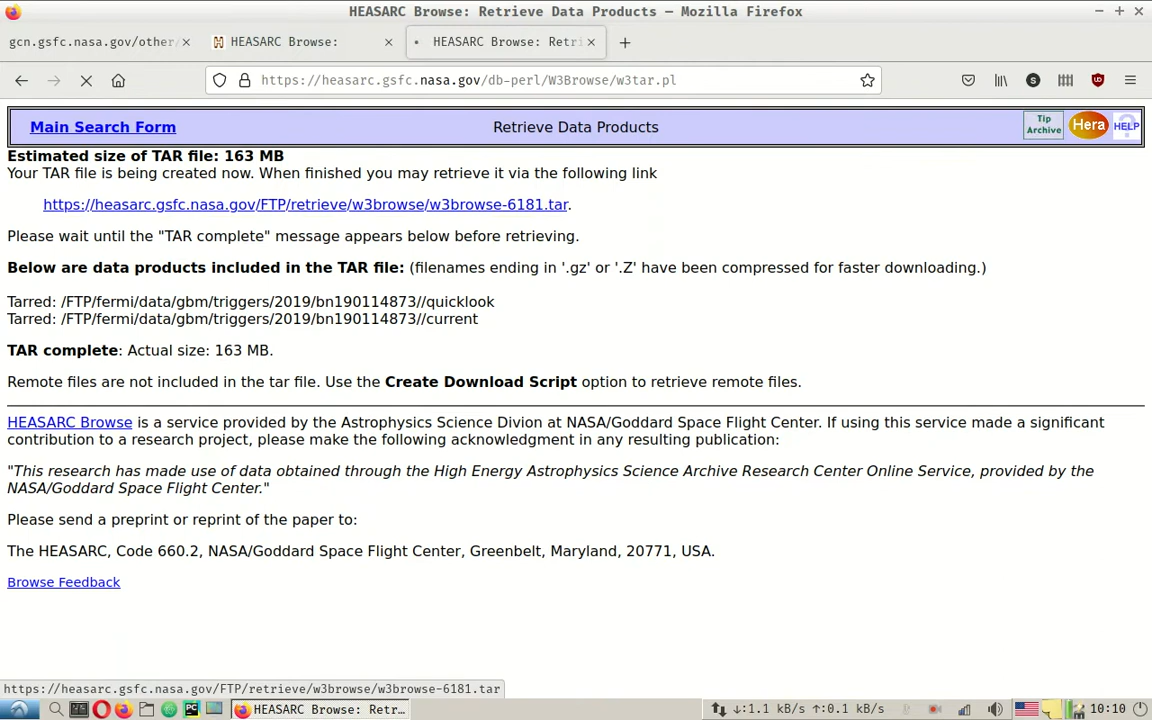 HEASARC Browse: Retrieve Data Products — Mozilla Firefox
gcn.gsfc.nasa.gov/other/
HEASARC Browse:
HEASARC Browse: Retri
https://heasarc.gsfc.nasa.gov/db-perl/W3Browse/w3tar.pl
Main Search Form
Retrieve Data Products
Tip Archive
Hera
HELP
Estimated size of TAR file: 163 MB
Your TAR file is being created now. When finished you may retrieve it via the following link
https://heasarc.gsfc.nasa.gov/FTP/retrieve/w3browse/w3browse-6181.tar.
Please wait until the "TAR complete" message appears below before retrieving.
Below are data products included in the TAR file: (filenames ending in '.gz' or '.Z' have been compressed for faster downloading.)
Tarred: /FTP/fermi/data/gbm/triggers/2019/bn190114873//quicklook
Tarred: /FTP/fermi/data/gbm/triggers/2019/bn190114873//current
TAR complete: Actual size: 163 MB.
Remote files are not included in the tar file. Use the Create Download Script option to retrieve remote files.
HEASARC Browse is a service provided by the Astrophysics Science Divion at NASA/Goddard Space Flight Center. If using this service made a significant
contribution to a research project, please make the following acknowledgment in any resulting publication:
"This research has made use of data obtained through the High Energy Astrophysics Science Archive Research Center Online Service, provided by the
NASA/Goddard Space Flight Center."
Please send a preprint or reprint of the paper to:
The HEASARC, Code 660.2, NASA/Goddard Space Flight Center, Greenbelt, Maryland, 20771, USA.
Browse Feedback
https://heasarc.gsfc.nasa.gov/FTP/retrieve/w3browse/w3browse-6181.tar
HEASARC Browse: Retr...
↓:1.1 kB/s ↑:0.1 kB/s
10:10